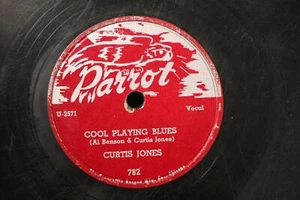 Parrot
U-2571
Vocal
COOL PLAYING BLUES
(Al Benson & Curtis Jones)
CURTIS JONES
782